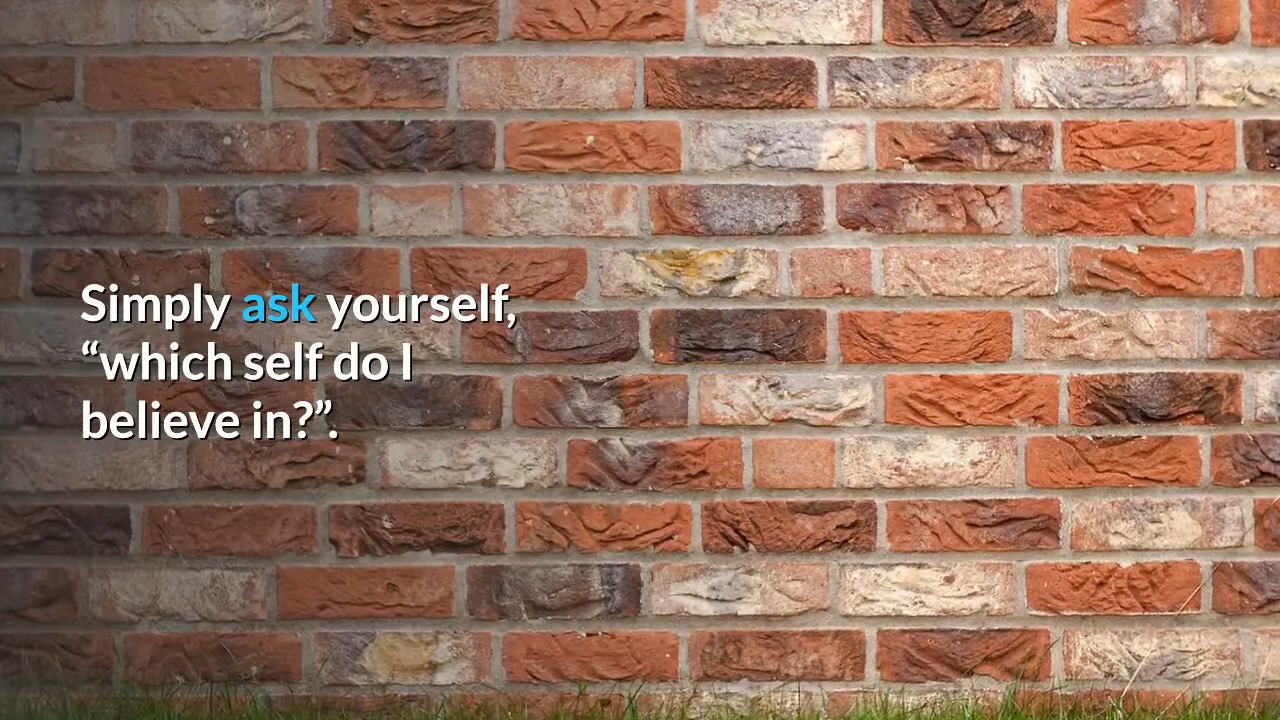 Simply ask yourself,
“which self do I
believe in?”.